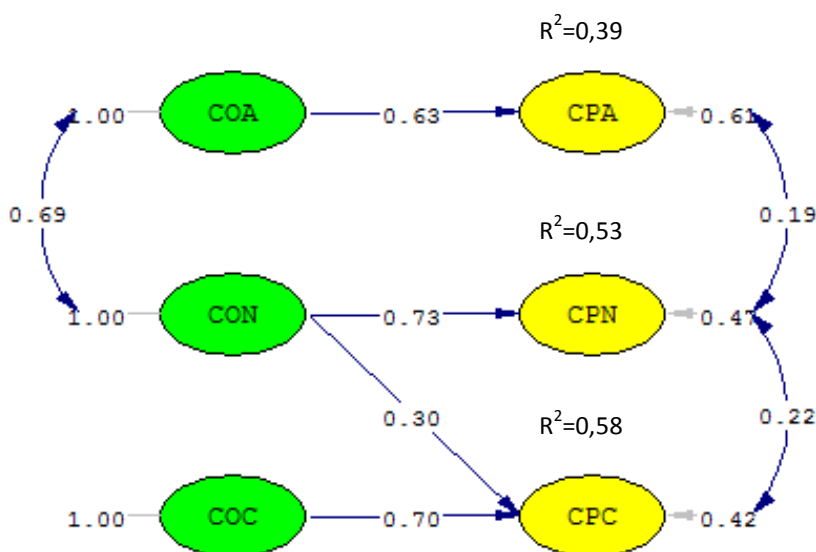 R²=0,39
1.00 COA 0.63 CPA 0.61
0.69 0.19
R²=0,53
1.00 CON 0.73 CPN 0.47
0.30 0.22
R²=0,58
1.00 COC 0.70 CPC 0.42